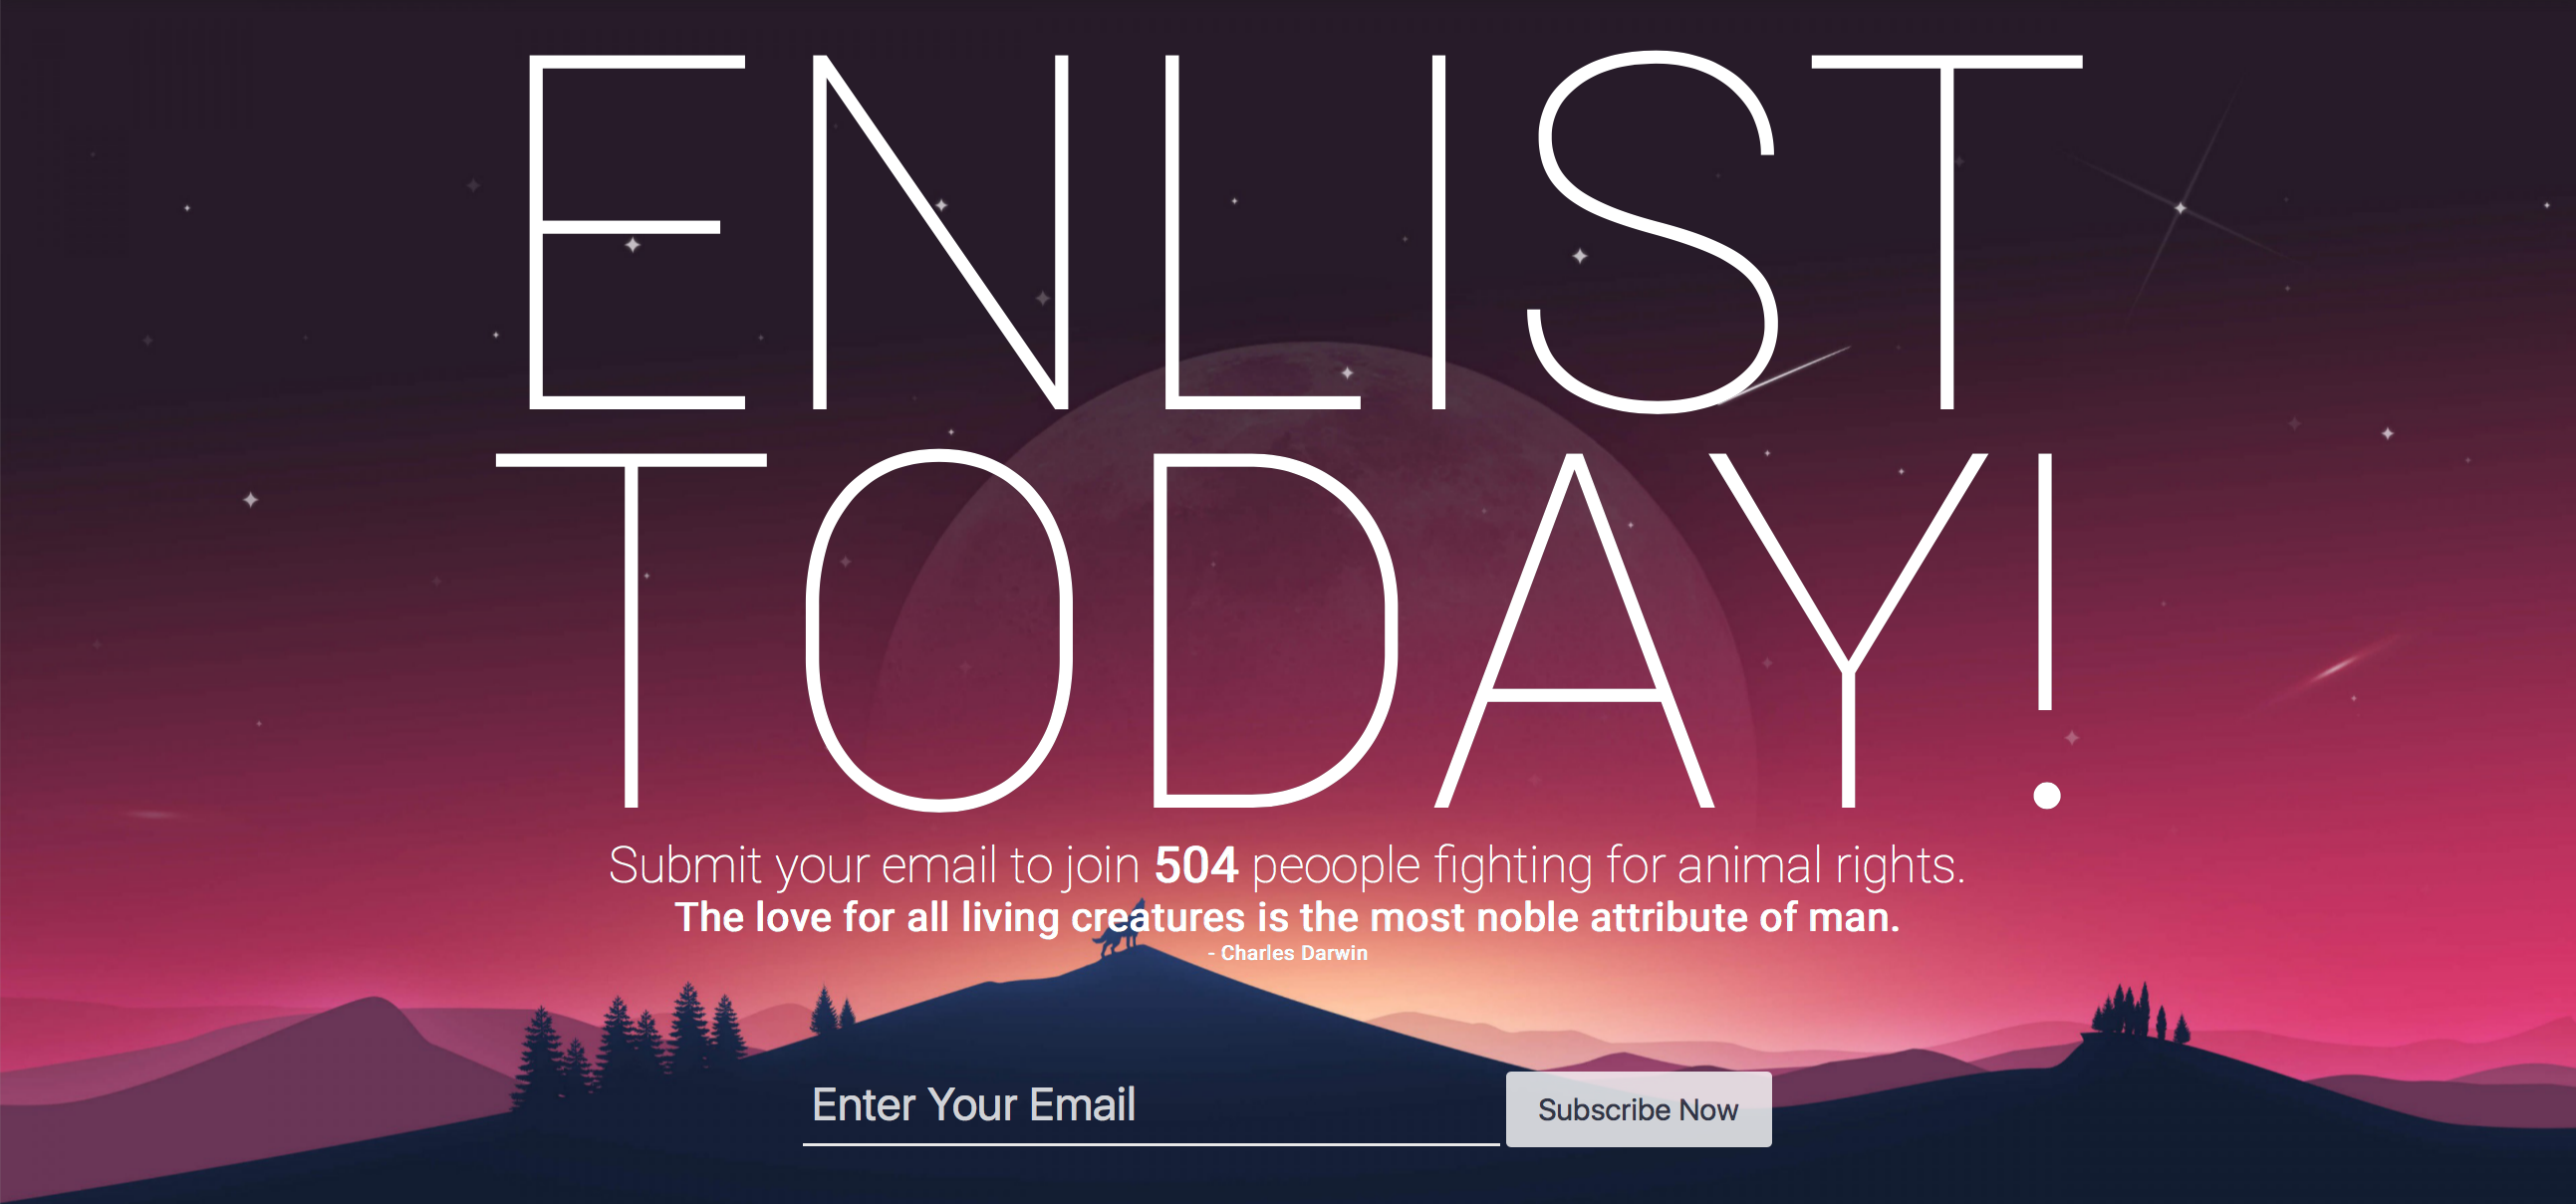 ENLIST
TODAY!
Submit your email to join 504 peoople fighting for animal rights.
The love for all living creatures is the most noble attribute of man.
- Charles Darwin
Enter Your Email
Subscribe Now